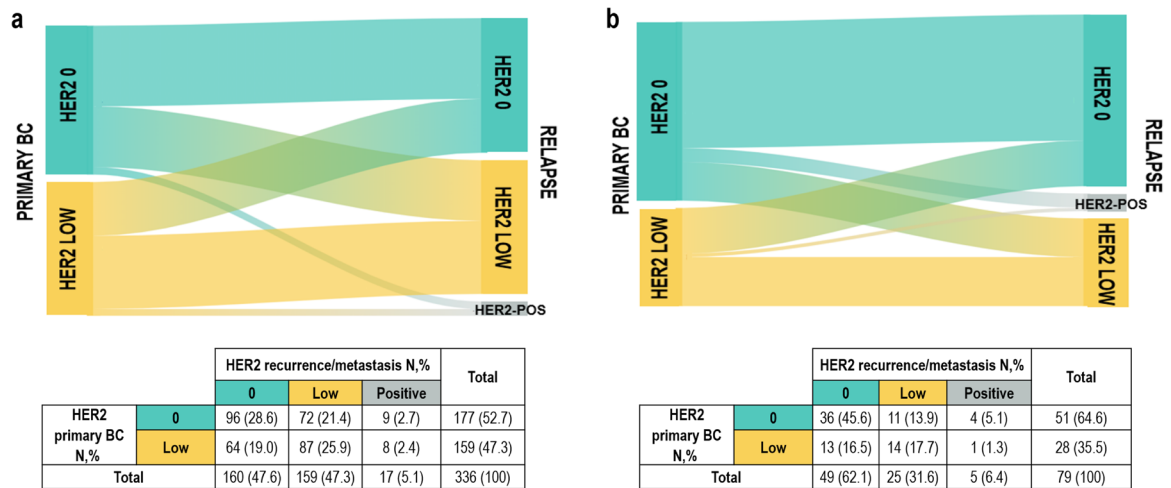 a
PRIMARY BC
HER2 0
HER2 LOW
HER2 0
HER2 LOW
HER2-POS
RELAPSE
HER2 recurrence/metastasis N,% Total
0 Low Positive
HER2 primary BC N,%
0 96 (28.6) 72 (21.4) 9 (2.7) 177 (52.7)
Low 64 (19.0) 87 (25.9) 8 (2.4) 159 (47.3)
Total 160 (47.6) 159 (47.3) 17 (5.1) 336 (100)
b
PRIMARY BC
HER2 0
HER2 LOW
HER2 0
HER2-POS
HER2 LOW
RELAPSE
HER2 recurrence/metastasis N,% Total
0 Low Positive
HER2 primary BC N,%
0 36 (45.6) 11 (13.9) 4 (5.1) 51 (64.6)
Low 13 (16.5) 14 (17.7) 1 (1.3) 28 (35.5)
Total 49 (62.1) 25 (31.6) 5 (6.4) 79 (100)